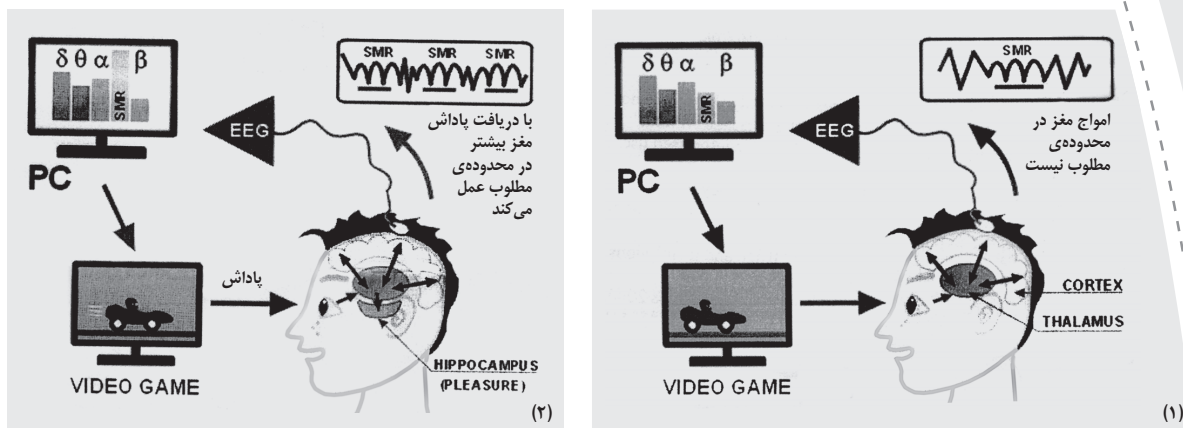 SMR
δ θ α β
SMR
EEG
امواج مغز در
محدوده‌ی
مطلوب نیست
PC
CORTEX
THALAMUS
VIDEO GAME
(۱)
SMR SMR SMR
δ θ α β
SMR
EEG
با دریافت پاداش
مغز بیشتر
در محدوده‌ی
مطلوب عمل
می‌کند
PC
پاداش
HIPPOCAMPUS
(PLEASURE)
VIDEO GAME
(۲)